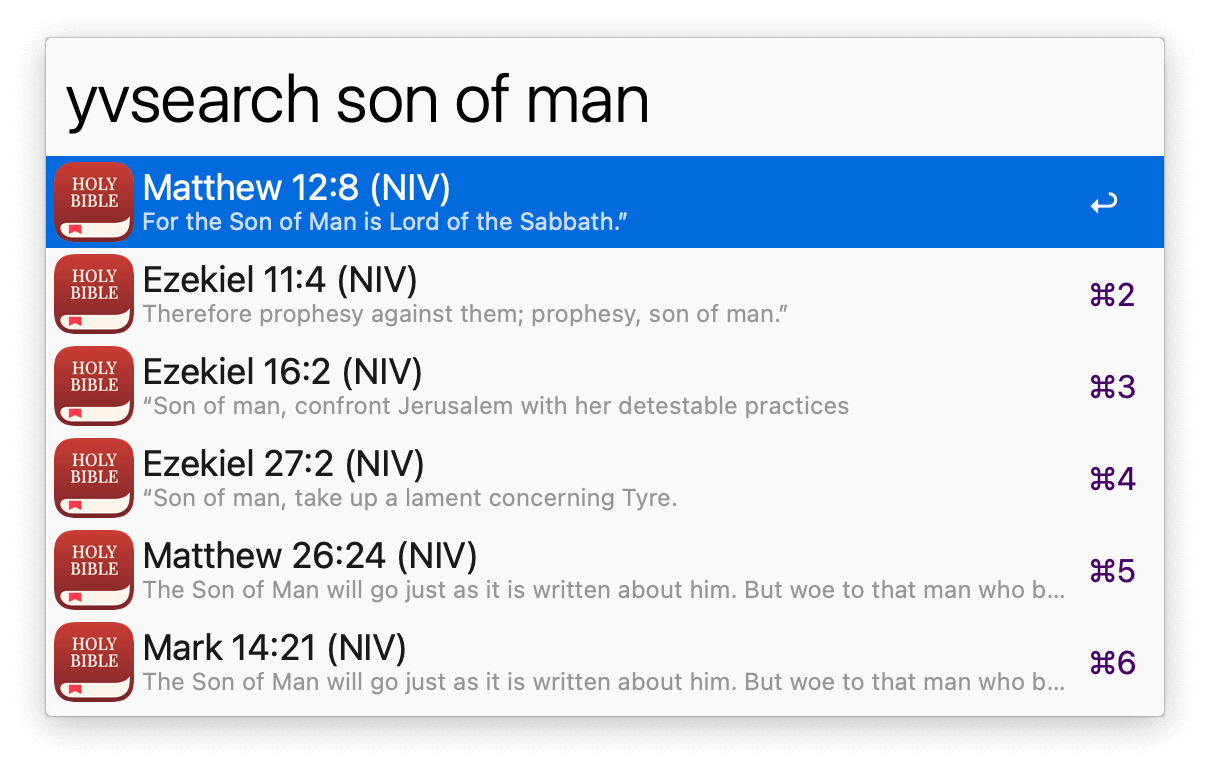 yvsearch son of man
HOLY
BIBLE
Matthew 12:8 (NIV)
For the Son of Man is Lord of the Sabbath.”
HOLY
BIBLE
Ezekiel 11:4 (NIV)
Therefore prophesy against them; prophesy, son of man.”
⌘2
HOLY
BIBLE
Ezekiel 16:2 (NIV)
“Son of man, confront Jerusalem with her detestable practices
⌘3
HOLY
BIBLE
Ezekiel 27:2 (NIV)
“Son of man, take up a lament concerning Tyre.
⌘4
HOLY
BIBLE
Matthew 26:24 (NIV)
The Son of Man will go just as it is written about him. But woe to that man who b...
⌘5
HOLY
BIBLE
Mark 14:21 (NIV)
The Son of Man will go just as it is written about him. But woe to that man who b...
⌘6